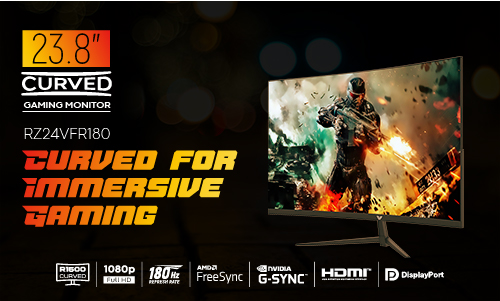 23.8"
CURVED
GAMING MONITOR
RZ24VFR180
CURVED FOR
IMMERSIVE
GAMING
R1500 CURVED
1080p Full HD
180Hz REFRESH RATE
AMD FreeSync
NVIDIA G-SYNC
HDMI
DisplayPort